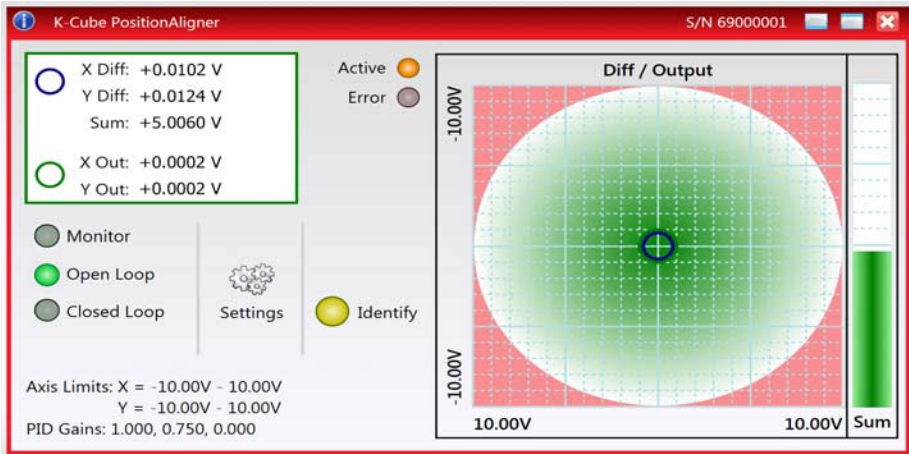 K-Cube PositionAligner
S/N 69000001
X Diff: +0.0102 V
Y Diff: +0.0124 V
Sum: +5.0060 V
X Out: +0.0002 V
Y Out: +0.0002 V
Active
Error
Monitor
Open Loop
Closed Loop
Settings
Identify
Axis Limits: X = -10.00V - 10.00V
Y = -10.00V - 10.00V
PID Gains: 1.000, 0.750, 0.000
Diff / Output
-10.00V
-10.00V
10.00V
10.00V
Sum